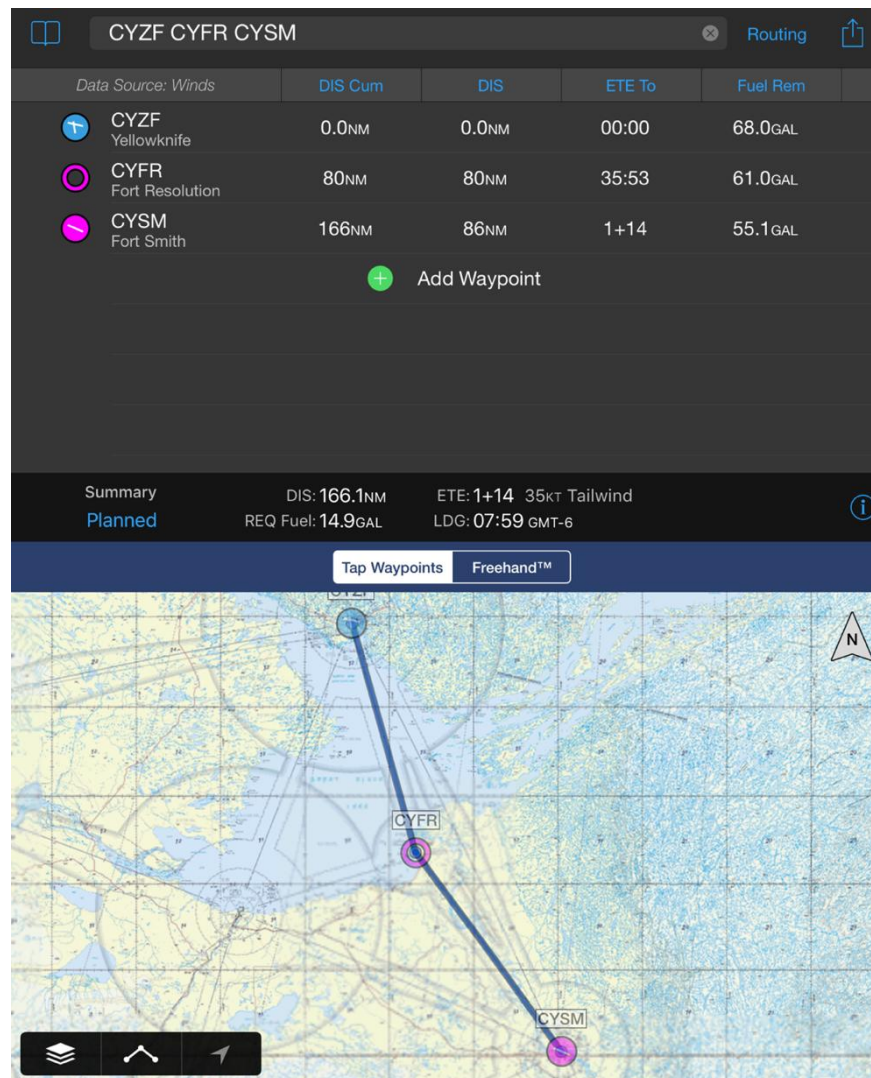 CYZF CYFR CYSM
Routing
Data Source: Winds DIS Cum DIS ETE To Fuel Rem
CYZF 0.0NM 0.0NM 00:00 68.0GAL
Yellowknife
CYFR 80NM 80NM 35:53 61.0GAL
Fort Resolution
CYSM 166NM 86NM 1+14 55.1GAL
Fort Smith
Add Waypoint
Summary DIS: 166.1NM ETE: 1+14 35KT Tailwind
Planned REQ Fuel: 14.9GAL LDG: 07:59 GMT-6
Tap Waypoints Freehand™
CYZF
N
CYFR
CYSM